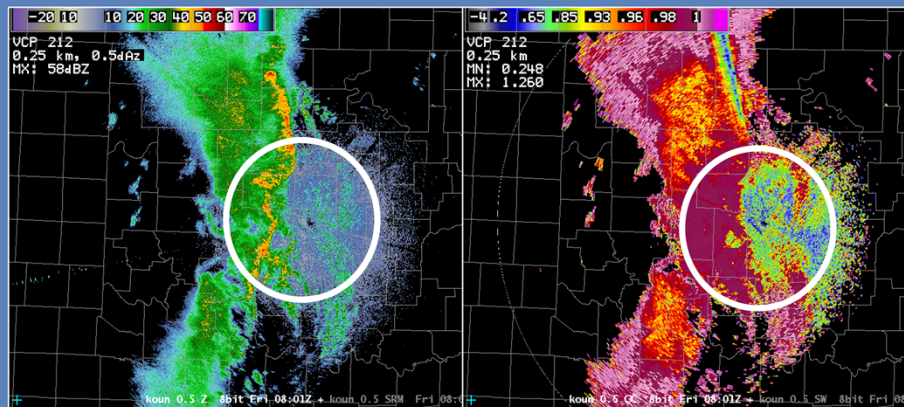 -20 10 10 20 30 40 50 60 70
VCP 212
0.25 km, 0.5dAz
MX: 58dBZ
koun 0.5 Z 8bit Fri 08:01Z + koun 0.5 SRM Fri 08:0
-4 .2 .65 .85 .93 .96 .98 1
VCP 212
0.25 km
MN: 0.248
MX: 1.260
koun 0.5 CC 8bit Fri 08:01Z + koun 0.5 SW Fri 08:0